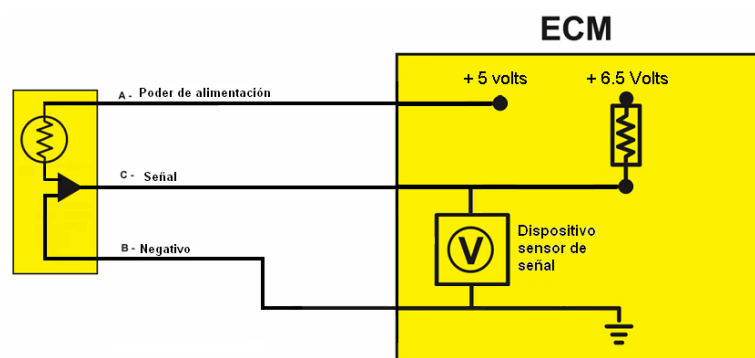 ECM
+ 5 volts
+ 6.5 Volts
A - Poder de alimentación
C - Señal
B - Negativo
V
Dispositivo
sensor de
señal